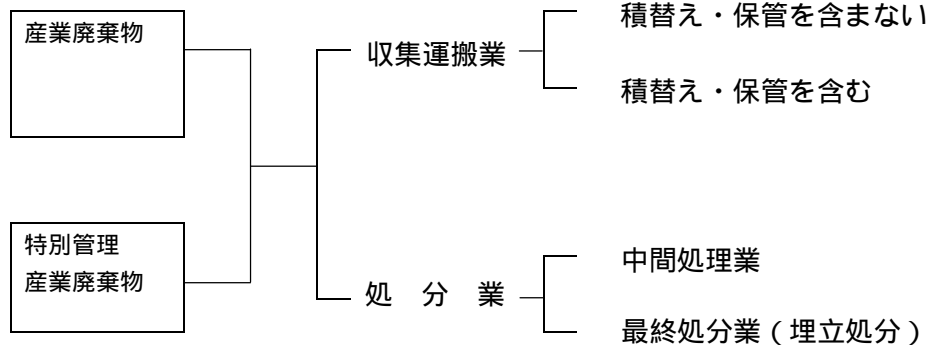 産業廃棄物
特別管理
産業廃棄物
収集運搬業
積替え・保管を含まない
積替え・保管を含む
処　分　業
中間処理業
最終処分業（埋立処分）